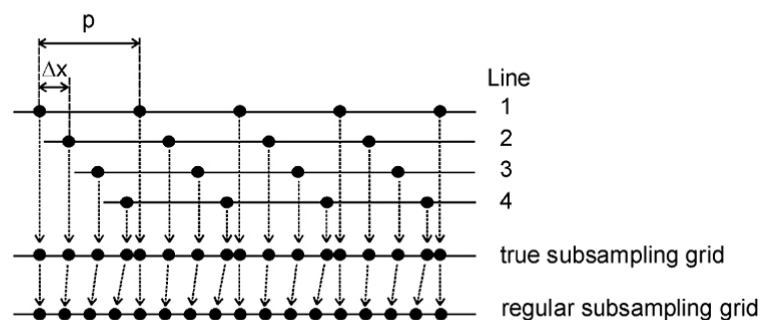 p
Δx
Line
1
2
3
4
true subsampling grid
regular subsampling grid